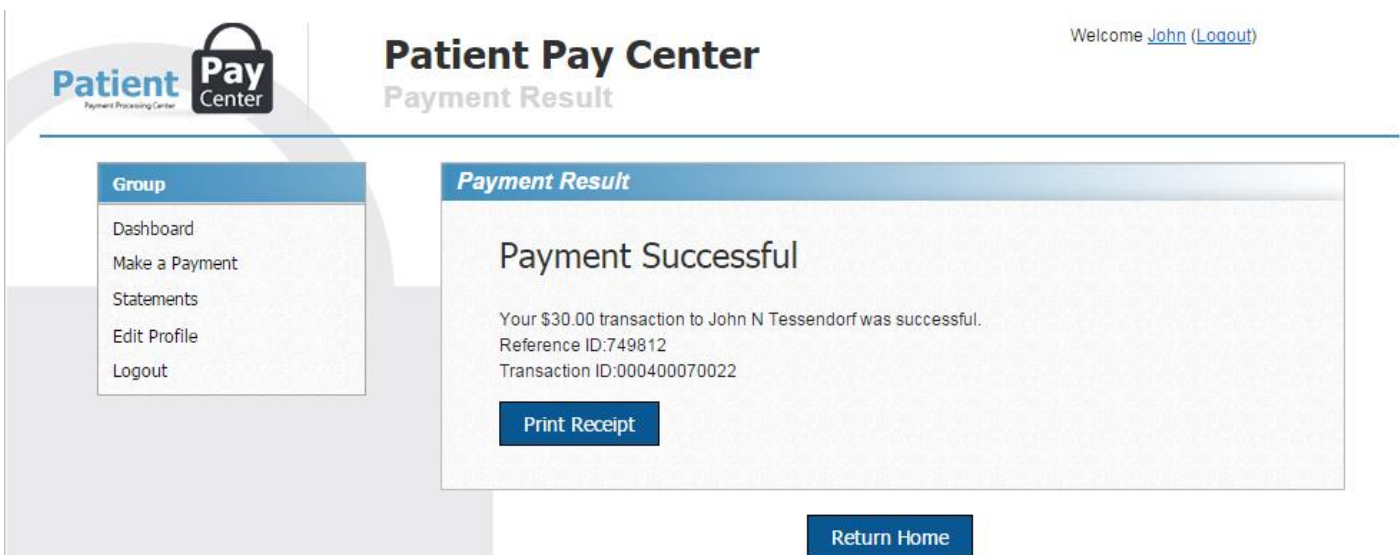 Patient Pay Center
Payment Processing Center
Patient Pay Center
Welcome John (Logout)
Payment Result
Group
Dashboard
Make a Payment
Statements
Edit Profile
Logout
Payment Result
Payment Successful
Your $30.00 transaction to John N Tessendorf was successful.
Reference ID:749812
Transaction ID:000400070022
Print Receipt
Return Home